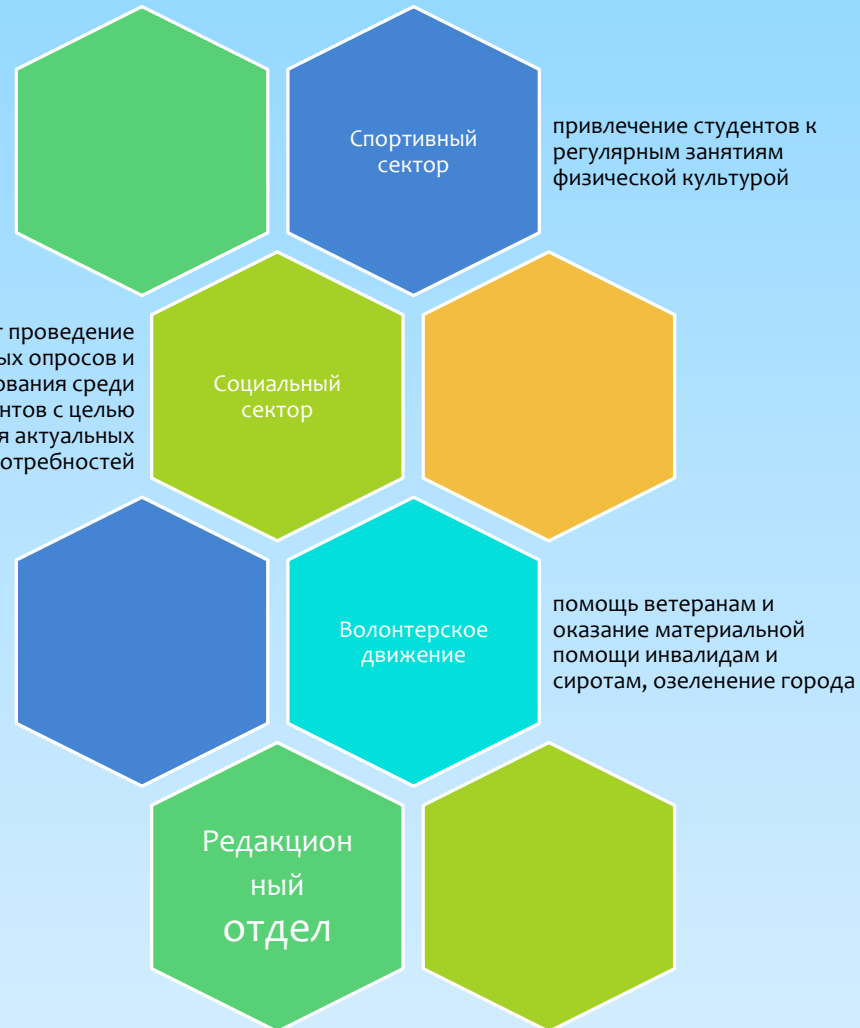 Спортивный
сектор
привлечение студентов к
регулярным занятиям
физической культурой
проведение
опросов и
среди
с целью
актуальных
Социальный
сектор
Волонтерское
движение
помощь ветеранам и
оказание материальной
помощи инвалидам и
сиротам, озеленение города
Редакцион
ный
отдел